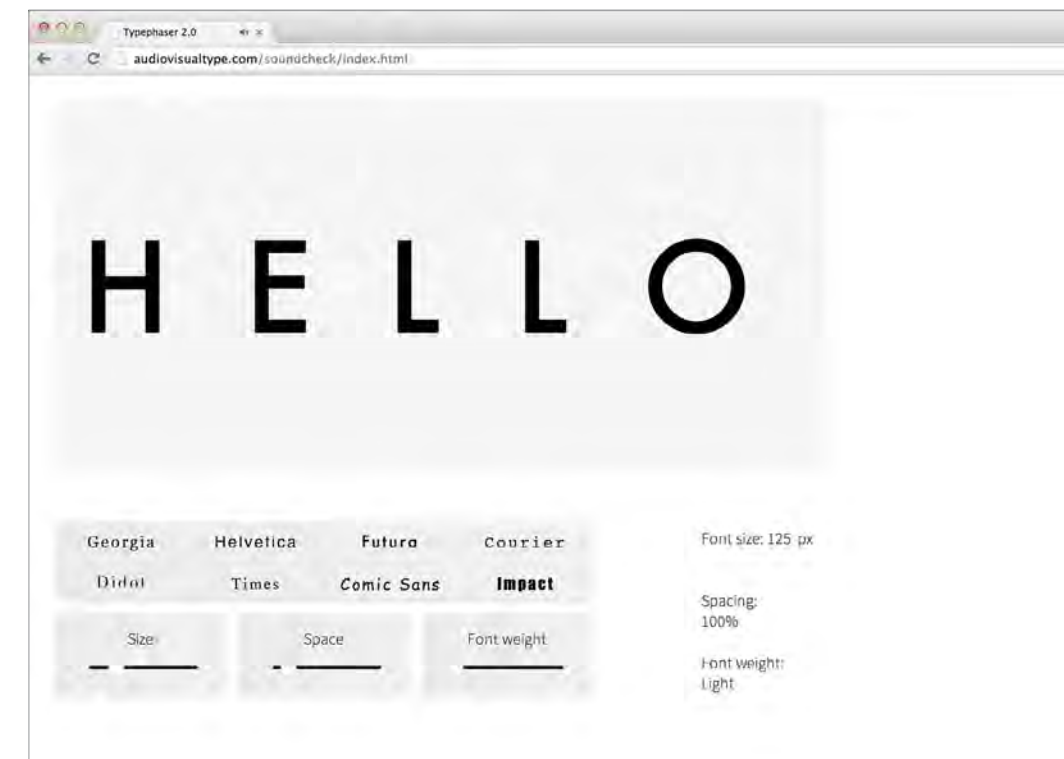 Typephaser 2.0
audiovisualtype.com/soundcheck/index.html
HELLO
Georgia Helvetica Futura Courier
Didot Times Comic Sans Impact
Size Space Font weight
Font size: 125 px
Spacing:
100%
Font weight:
Light